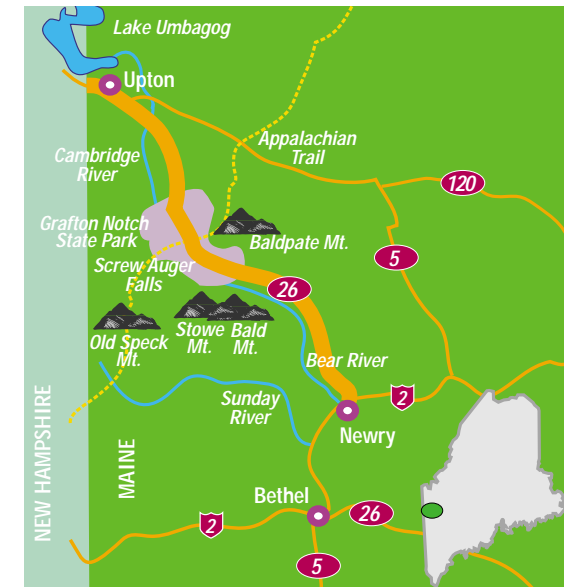 Lake Umbagog
Upton
Appalachian
Trail
Cambridge
River
120
Grafton Notch
State Park
Baldpate Mt.
5
Screw Auger
Falls
26
Old Speck
Mt.
Stowe
Mt.
Bald
Mt.
Bear River
Sunday
River
2
Newry
NEW HAMPSHIRE
MAINE
Bethel
26
2
5